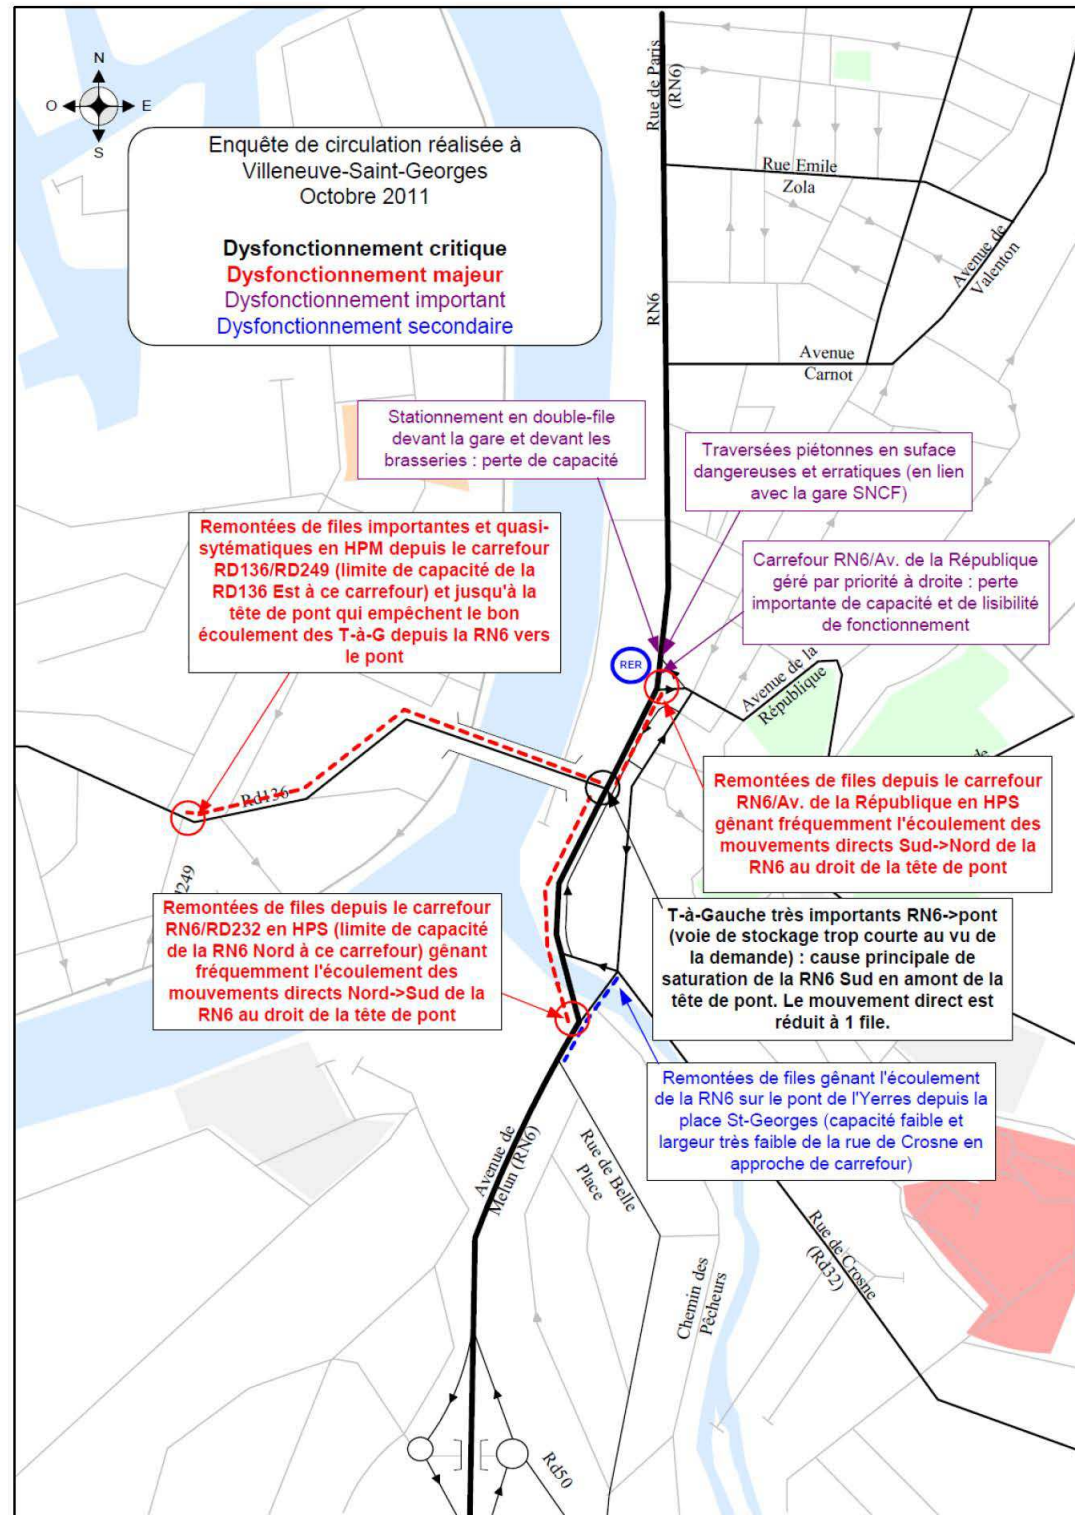 N
O
E
S
Enquête de circulation réalisée à
Villeneuve-Saint-Georges
Octobre 2011
Dysfonctionnement critique
Dysfonctionnement majeur
Dysfonctionnement important
Dysfonctionnement secondaire
Rue de Paris
(RN6)
Rue Emile
Zola
Avenue de
Valenton
RN6
Avenue
Carnot
Stationnement en double-file
devant la gare et devant les
brasseries : perte de capacité
Traversées piétonnes en suface
dangereuses et erratiques (en lien
avec la gare SNCF)
Remontées de files importantes et quasi-
sytématiques en HPM depuis le carrefour
RD136/RD249 (limite de capacité de la
RD136 Est à ce carrefour) et jusqu'à la
tête de pont qui empêchent le bon
écoulement des T-à-G depuis la RN6 vers
le pont
Carrefour RN6/Av. de la République
géré par priorité à droite : perte
importante de capacité et de lisibilité
de fonctionnement
RER
Avenue de la
République
de
Rd136
Remontées de files depuis le carrefour
RN6/Av. de la République en HPS
gênant fréquemment l'écoulement des
mouvements directs Sud->Nord de la
RN6 au droit de la tête de pont
249
Remontées de files depuis le carrefour
RN6/RD232 en HPS (limite de capacité
de la RN6 Nord à ce carrefour) gênant
fréquemment l'écoulement des
mouvements directs Nord->Sud de la
RN6 au droit de la tête de pont
T-à-Gauche très importants RN6->pont
(voie de stockage trop courte au vu de
la demande) : cause principale de
saturation de la RN6 Sud en amont de la
tête de pont. Le mouvement direct est
réduit à 1 file.
Remontées de files gênant l'écoulement
de la RN6 sur le pont de l'Yerres depuis la
place St-Georges (capacité faible et
largeur très faible de la rue de Crosne en
approche de carrefour)
Avenue de
Melun (RN6)
Rue de Belle
Place
Chemin des
Pêcheurs
Rue de Crosne
(Rd32)
Rd50